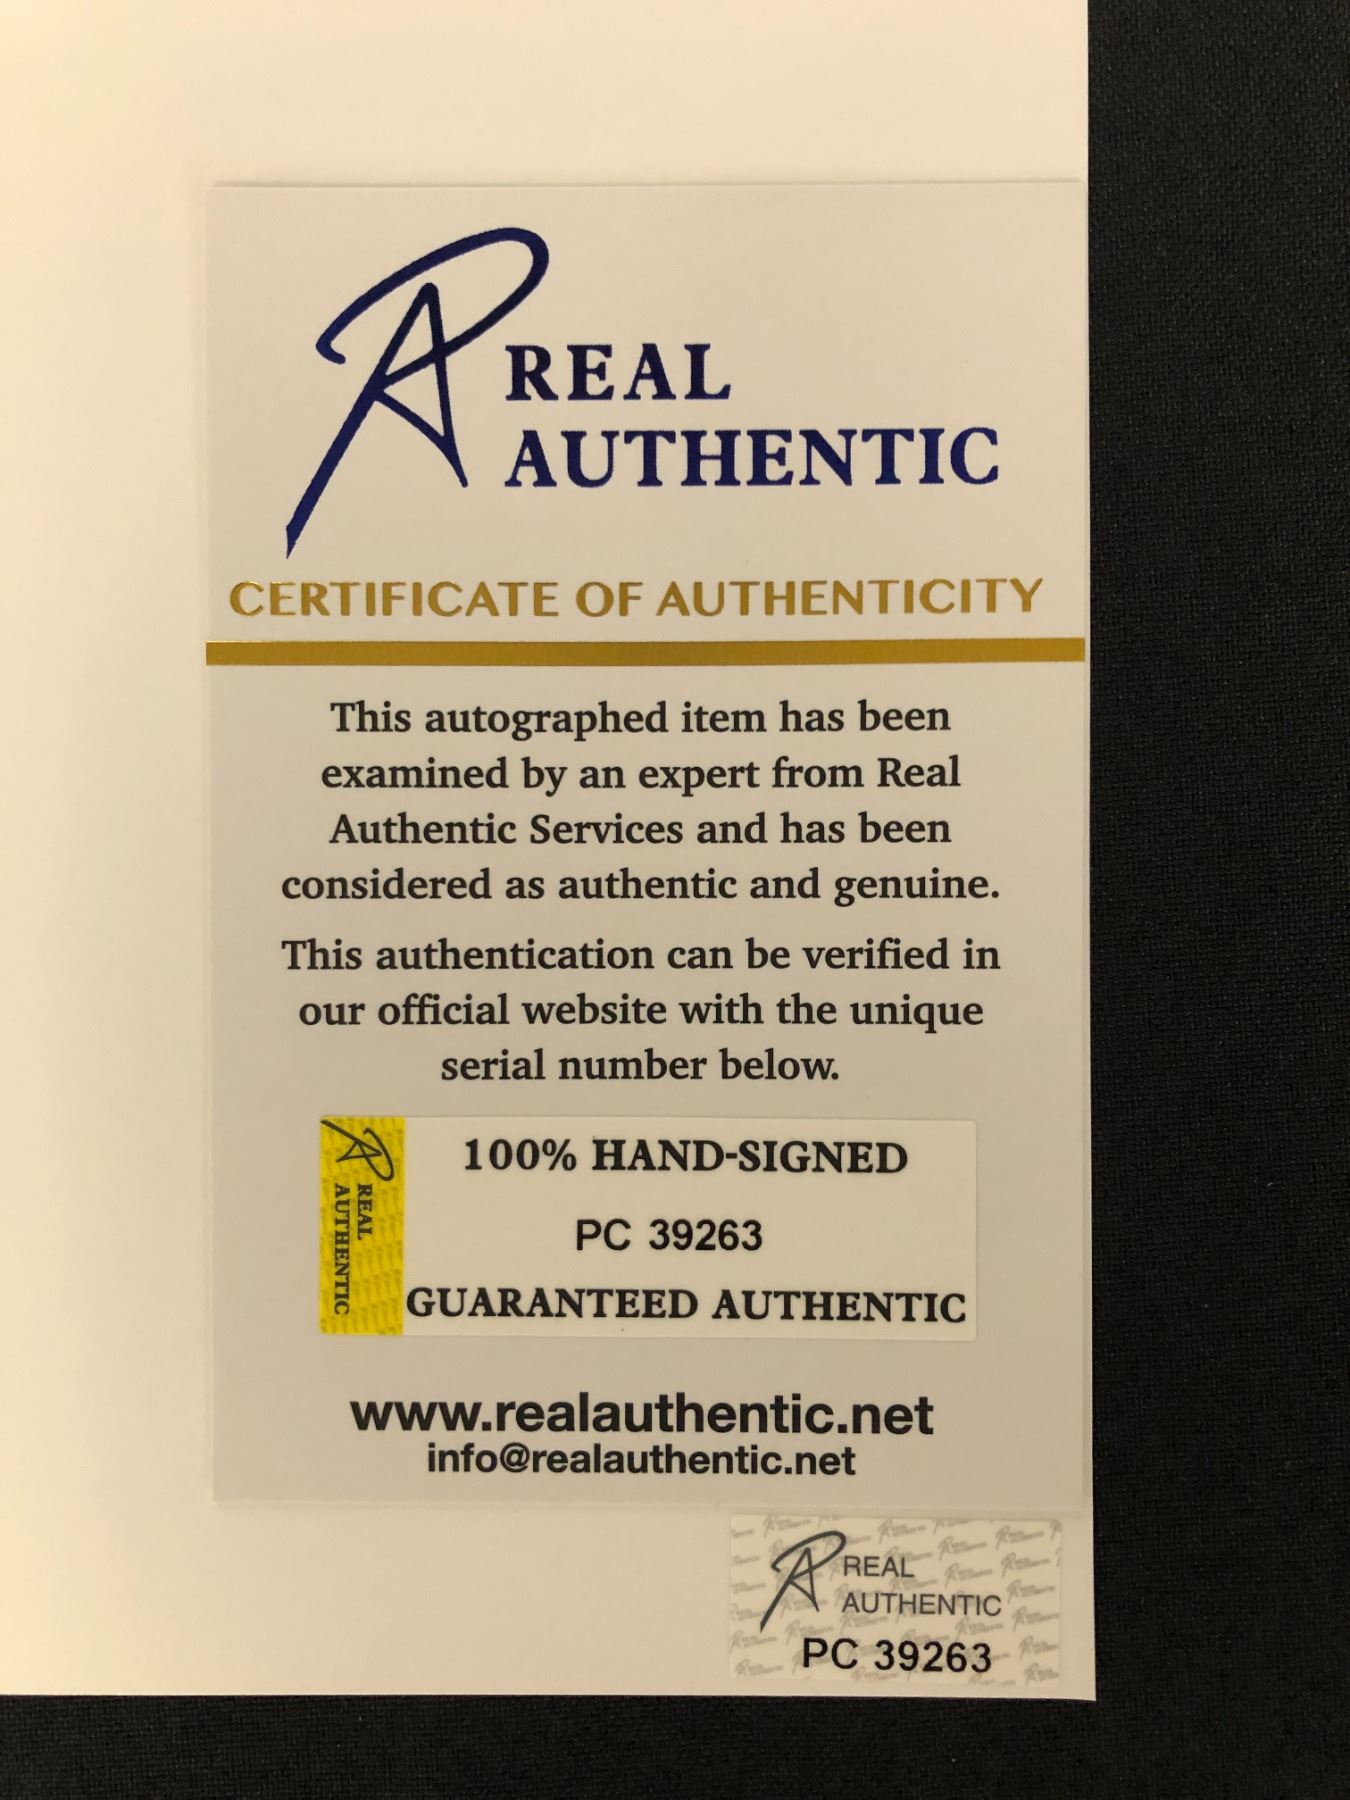 REAL
AUTHENTIC
CERTIFICATE OF AUTHENTICITY
This autographed item has been
examined by an expert from Real
Authentic Services and has been
considered as authentic and genuine.
This authentication can be verified in
our official website with the unique
serial number below.
REAL
AUTHENTIC
100% HAND-SIGNED
PC 39263
GUARANTEED AUTHENTIC
www.realauthentic.net
info@realauthentic.net
REAL
AUTHENTIC
PC 39263